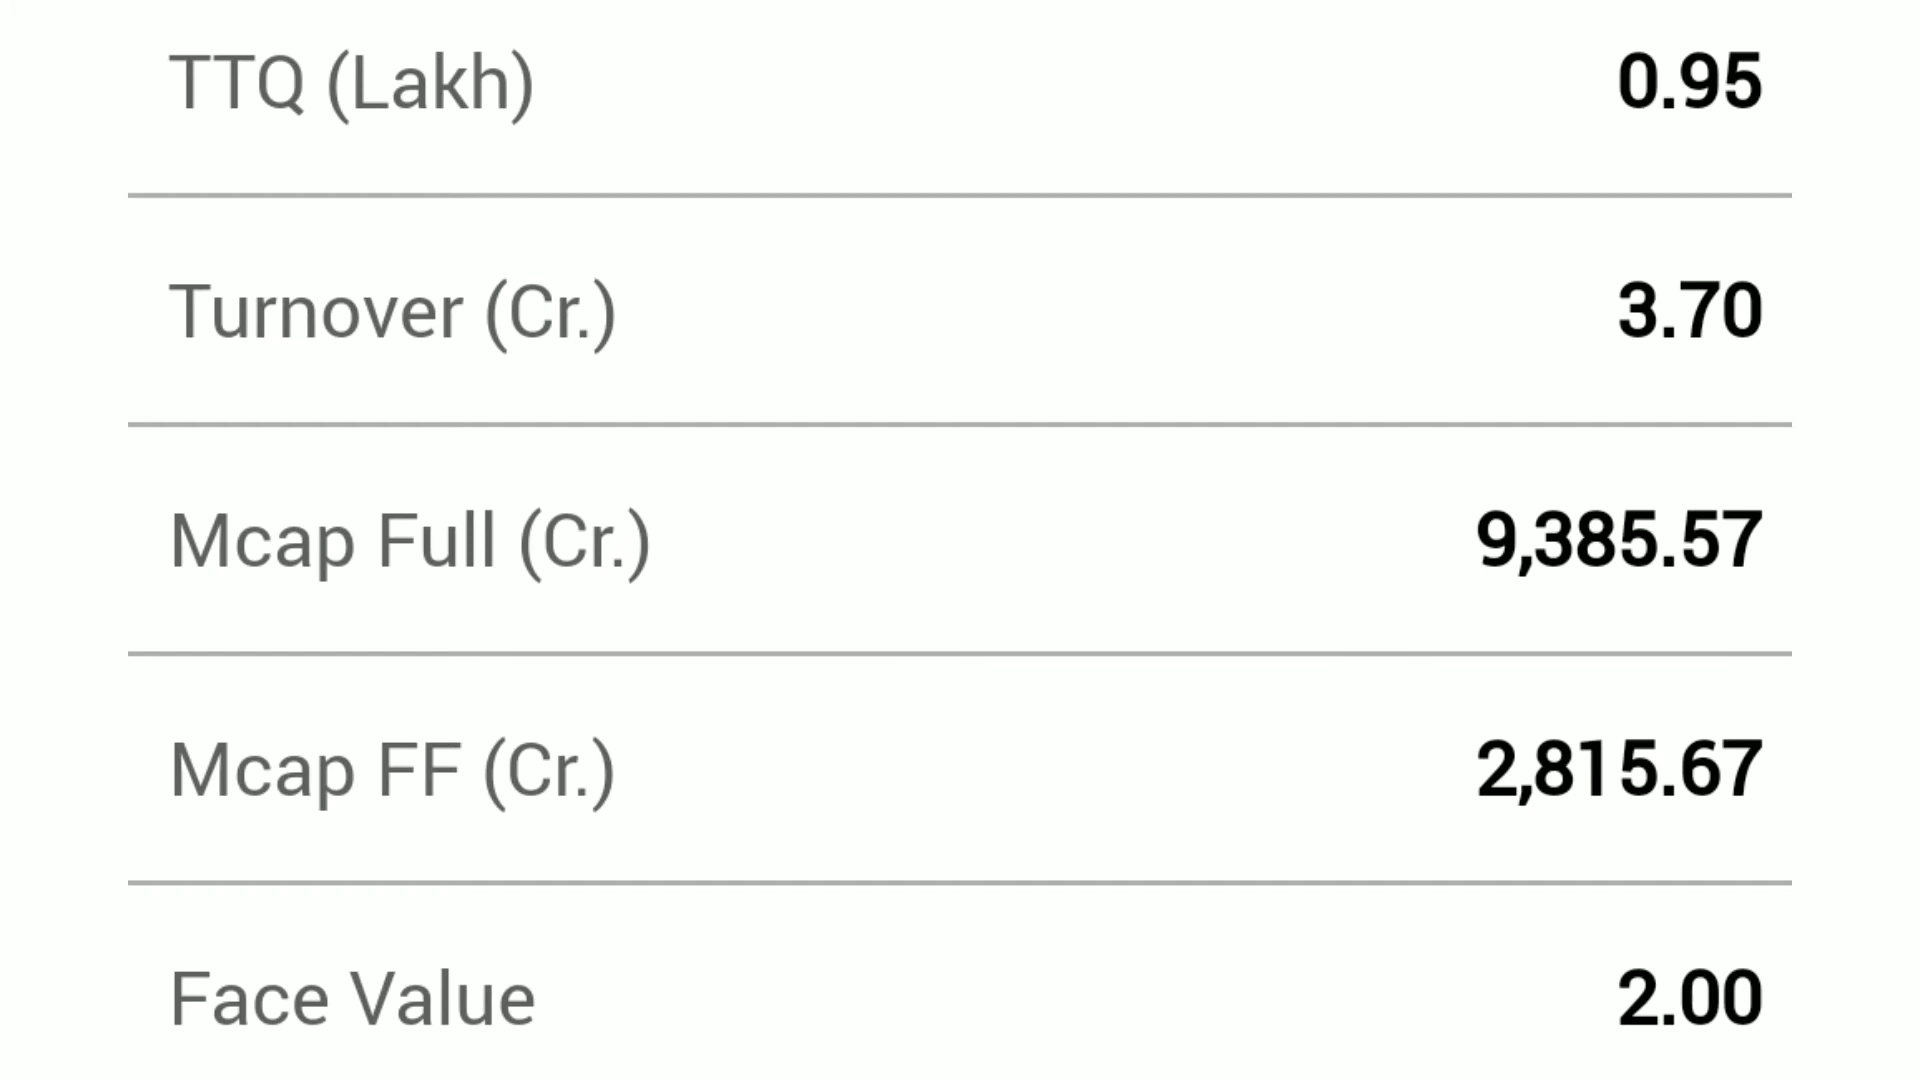 TTQ (Lakh) 0.95
Turnover (Cr.) 3.70
Mcap Full (Cr.) 9,385.57
Mcap FF (Cr.) 2,815.67
Face Value 2.00